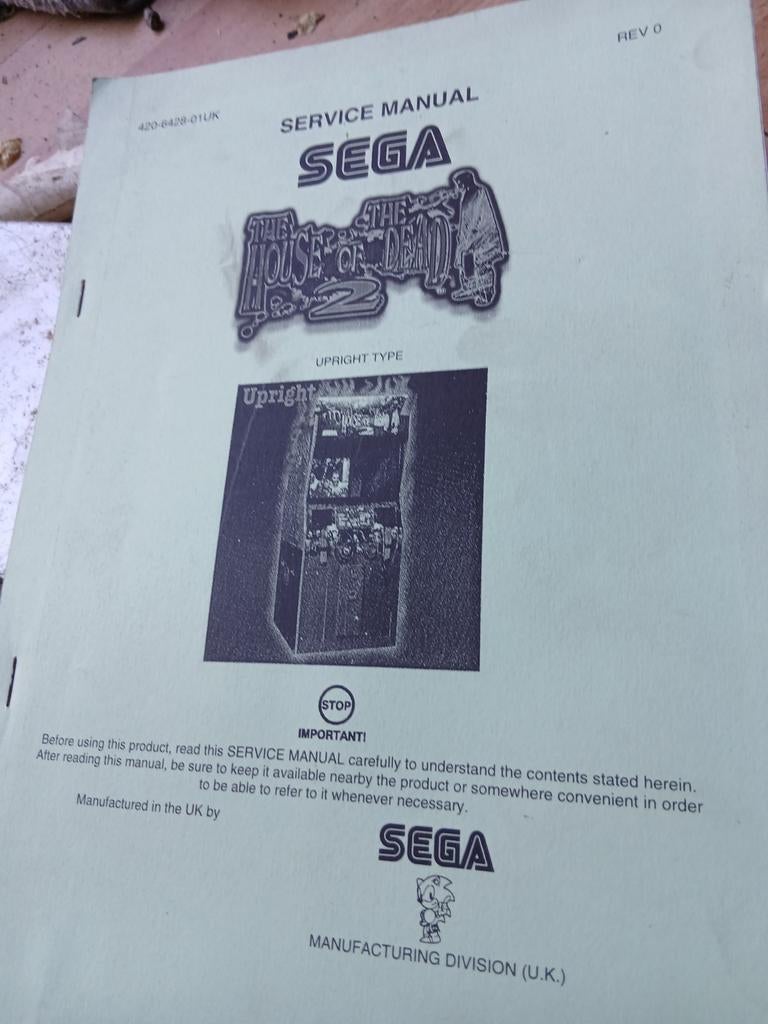 REV 0
420-6428-01UK
SERVICE MANUAL
SEGA
THE HOUSE OF THE DEAD
2
UPRIGHT TYPE
Upright
STOP
IMPORTANT!
Before using this product, read this SERVICE MANUAL carefully to understand the contents stated herein.
After reading this manual, be sure to keep it available nearby the product or somewhere convenient in order
to be able to refer to it whenever necessary.
Manufactured in the UK by
SEGA
MANUFACTURING DIVISION (U.K.)